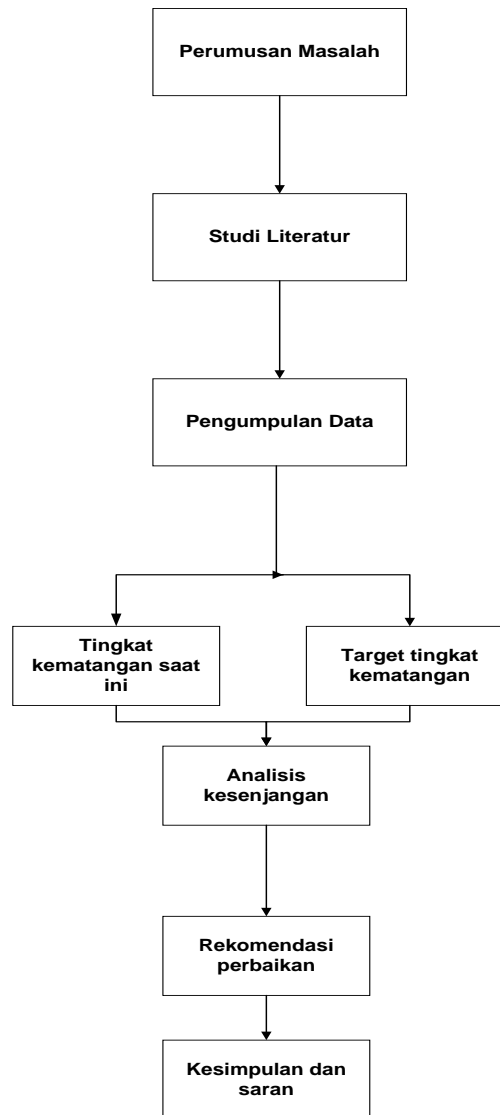 Perumusan Masalah
Studi Literatur
Pengumpulan Data
Tingkat
kematangan saat
ini
Target tingkat
kematangan
Analisis
kesenjangan
Rekomendasi
perbaikan
Kesimpulan dan
saran